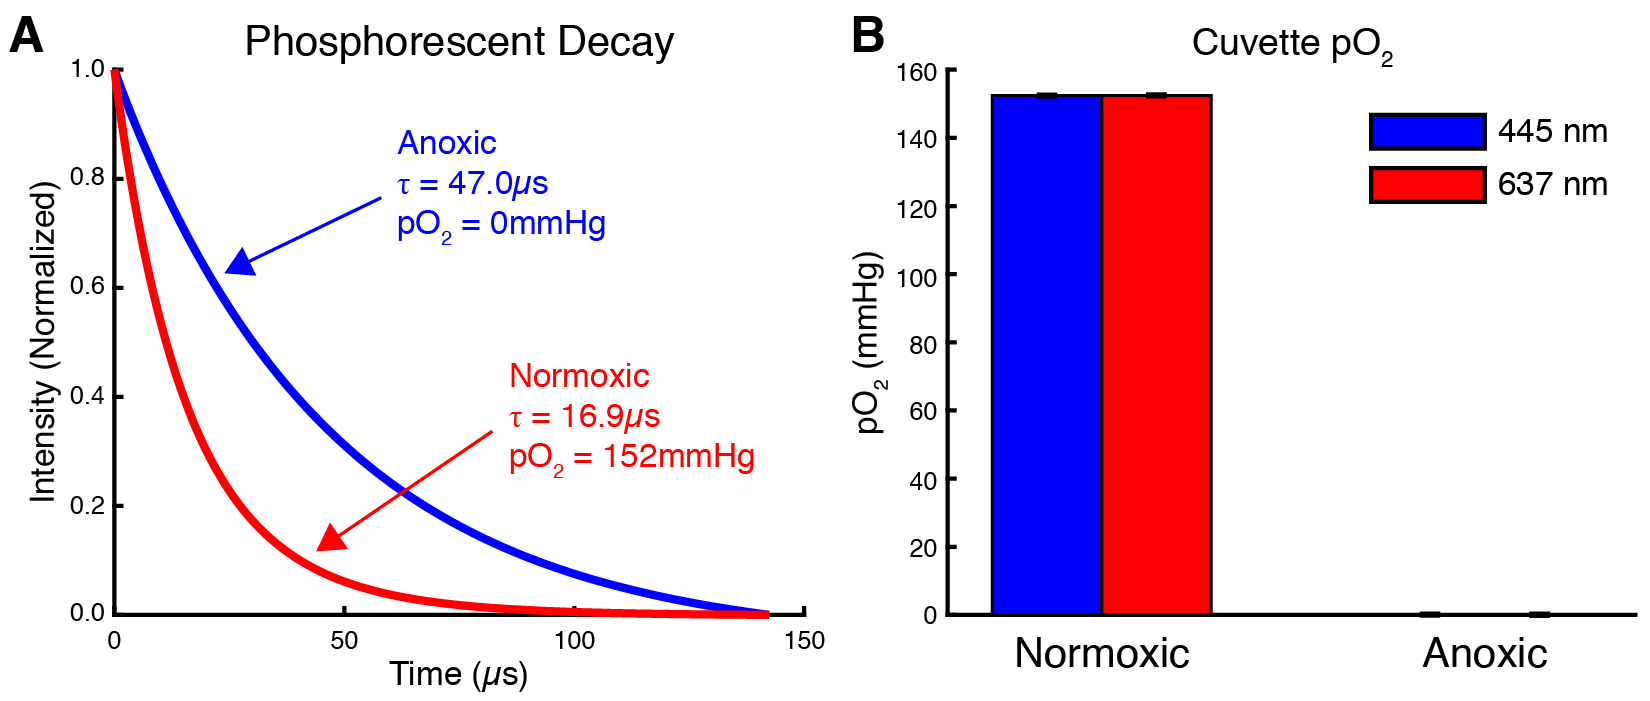 A
Phosphorescent Decay
1.0
0.8
0.6
0.4
0.2
0.0
Intensity (Normalized)
Anoxic
τ = 47.0µs
pO2 = 0mmHg
Normoxic
τ = 16.9µs
pO2 = 152mmHg
0
50
100
150
Time (µs)
B
Cuvette pO2
160
140
120
100
80
60
40
20
0
pO2 (mmHg)
445 nm
637 nm
Normoxic
Anoxic